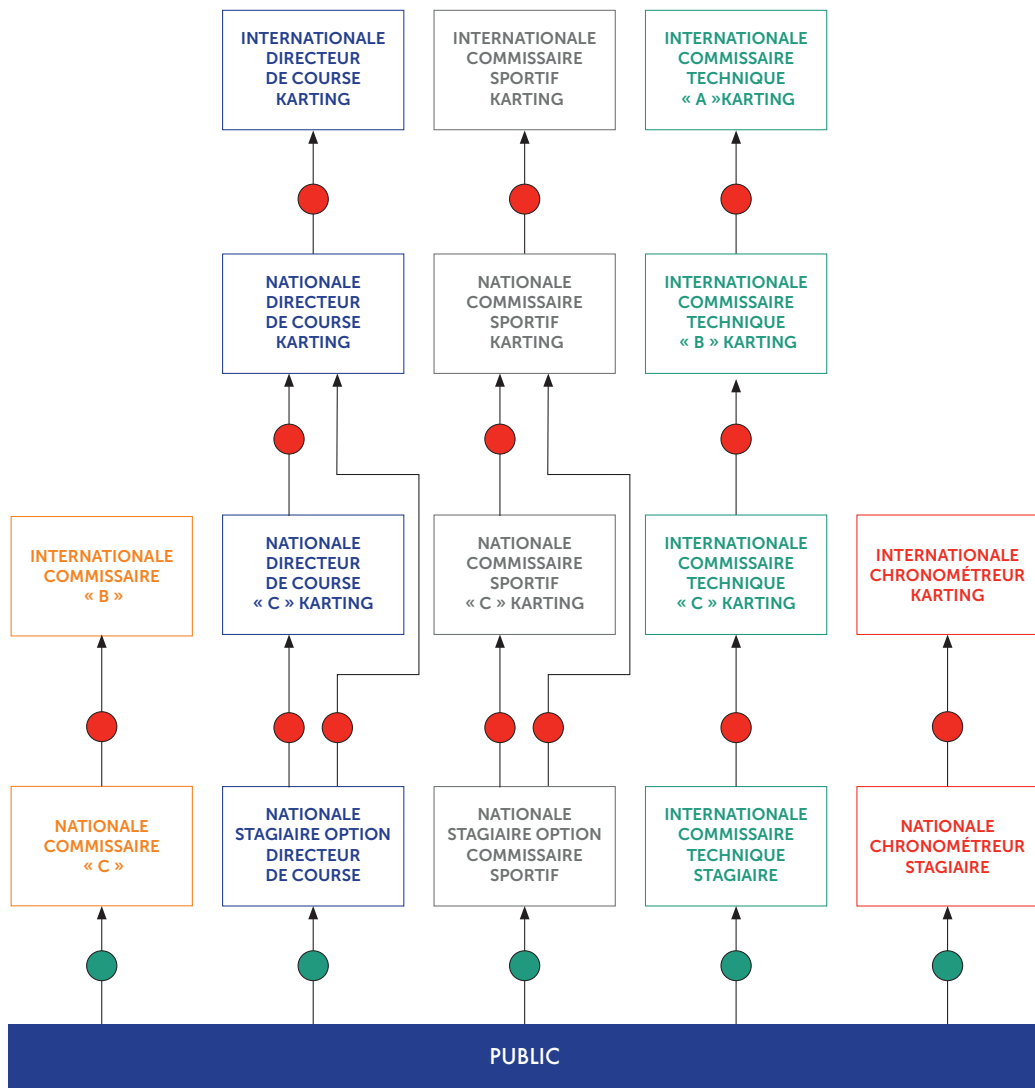 INTERNATIONALE
DIRECTEUR
DE COURSE
KARTING
INTERNATIONALE
COMMISSAIRE
SPORTIF
KARTING
INTERNATIONALE
COMMISSAIRE
TECHNIQUE
« A »KARTING
NATIONALE
DIRECTEUR
DE COURSE
KARTING
NATIONALE
COMMISSAIRE
SPORTIF
KARTING
INTERNATIONALE
COMMISSAIRE
TECHNIQUE
« B » KARTING
INTERNATIONALE
COMMISSAIRE
« B »
NATIONALE
DIRECTEUR
DE COURSE
« C » KARTING
NATIONALE
COMMISSAIRE
SPORTIF
« C » KARTING
INTERNATIONALE
COMMISSAIRE
TECHNIQUE
« C » KARTING
INTERNATIONALE
CHRONOMÉTREUR
KARTING
NATIONALE
COMMISSAIRE
« C »
NATIONALE
STAGIAIRE OPTION
DIRECTEUR
DE COURSE
NATIONALE
STAGIAIRE OPTION
COMMISSAIRE
SPORTIF
INTERNATIONALE
COMMISSAIRE
TECHNIQUE
STAGIAIRE
NATIONALE
CHRONOMÉTREUR
STAGIAIRE
PUBLIC